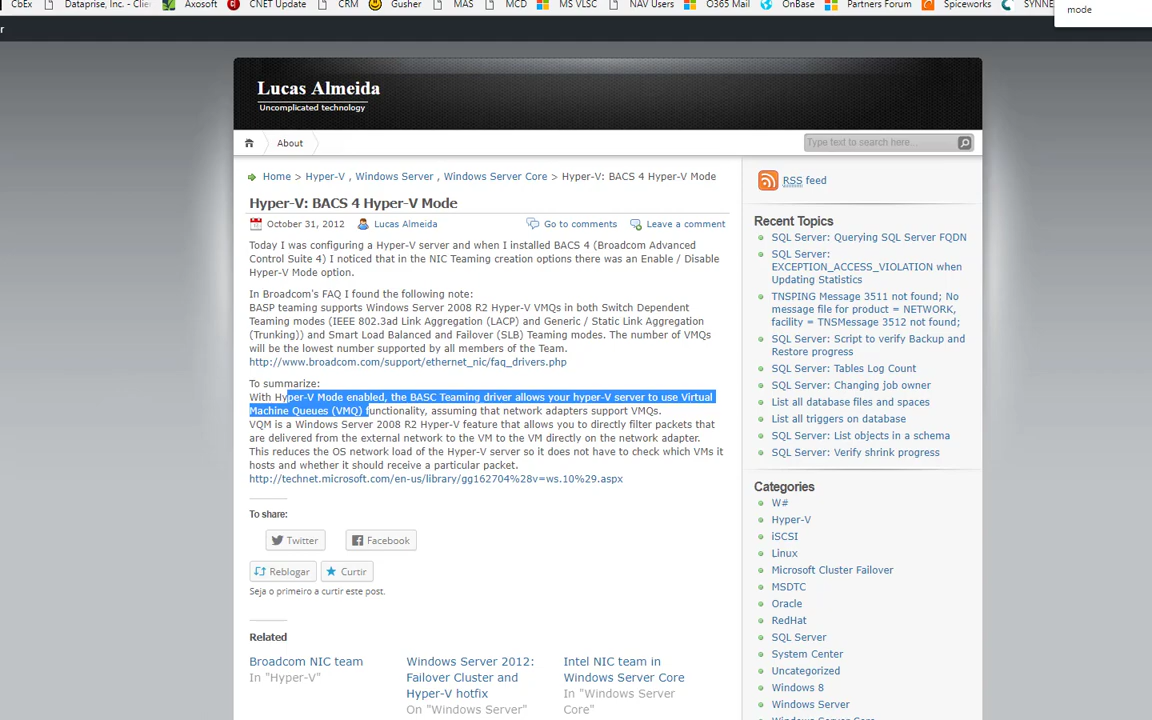 CbEx Dataprise, Inc. - Clie Axosoft CNET Update CRM Gusher MAS MCD MS VLSC NAV Users O365 Mail OnBase Partners Forum Spiceworks SYNNE
mode
r
Lucas Almeida
Uncomplicated technology
About
Type text to search here...
Home > Hyper-V , Windows Server , Windows Server Core > Hyper-V: BACS 4 Hyper-V Mode
Hyper-V: BACS 4 Hyper-V Mode
October 31, 2012 Lucas Almeida Go to comments Leave a comment
Today I was configuring a Hyper-V server and when I installed BACS 4 (Broadcom Advanced
Control Suite 4) I noticed that in the NIC Teaming creation options there was an Enable / Disable
Hyper-V Mode option.
In Broadcom's FAQ I found the following note:
BASP teaming supports Windows Server 2008 R2 Hyper-V VMQs in both Switch Dependent
Teaming modes (IEEE 802.3ad Link Aggregation (LACP) and Generic / Static Link Aggregation
(Trunking)) and Smart Load Balanced and Failover (SLB) Teaming modes. The number of VMQs
will be the lowest number supported by all members of the Team.
http://www.broadcom.com/support/ethernet_nic/faq_drivers.php
To summarize:
With Hyper-V Mode enabled, the BASC Teaming driver allows your hyper-V server to use Virtual
Machine Queues (VMQ) functionality, assuming that network adapters support VMQs.
VQM is a Windows Server 2008 R2 Hyper-V feature that allows you to directly filter packets that
are delivered from the external network to the VM to the VM directly on the network adapter.
This reduces the OS network load of the Hyper-V server so it does not have to check which VMs it
hosts and whether it should receive a particular packet.
http://technet.microsoft.com/en-us/library/gg162704%28v=ws.10%29.aspx
To share:
Twitter Facebook
Reblogar Curtir
Seja o primeiro a curtir este post.
Related
Broadcom NIC team
In "Hyper-V"
Windows Server 2012:
Failover Cluster and
Hyper-V hotfix
On "Windows Server"
Intel NIC team in
Windows Server Core
In "Windows Server
Core"
RSS feed
Recent Topics
SQL Server: Querying SQL Server FQDN
SQL Server:
EXCEPTION_ACCESS_VIOLATION when
Updating Statistics
TNSPING Message 3511 not found; No
message file for product = NETWORK,
facility = TNSMessage 3512 not found;
SQL Server: Script to verify Backup and
Restore progress
SQL Server: Tables Log Count
SQL Server: Changing job owner
List all database files and spaces
List all triggers on database
SQL Server: List objects in a schema
SQL Server: Verify shrink progress
Categories
W#
Hyper-V
iSCSI
Linux
Microsoft Cluster Failover
MSDTC
Oracle
RedHat
SQL Server
System Center
Uncategorized
Windows 8
Windows Server
Windows Server Core